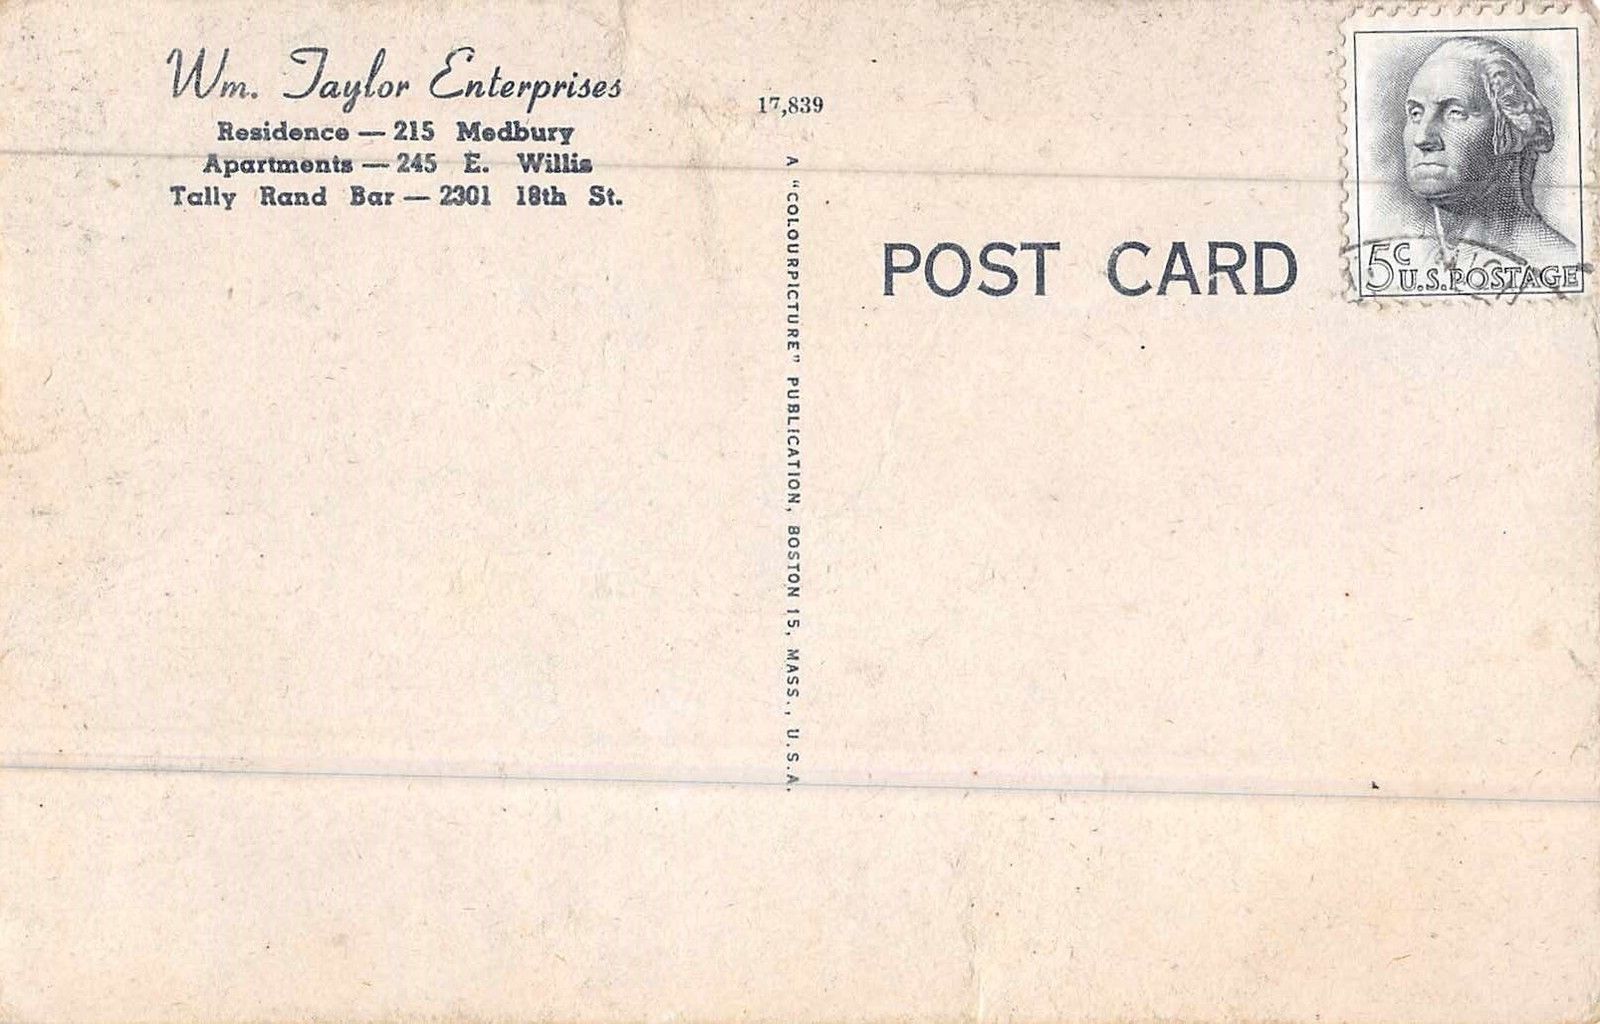 Wm. Taylor Enterprises
Residence — 215 Medbury
Apartments — 245 E. Willis
Tally Rand Bar — 2301 18th St.
17,839
A "COLOURPICTURE" PUBLICATION, BOSTON 15, MASS., U.S.A.
POST CARD
5c U.S. POSTAGE